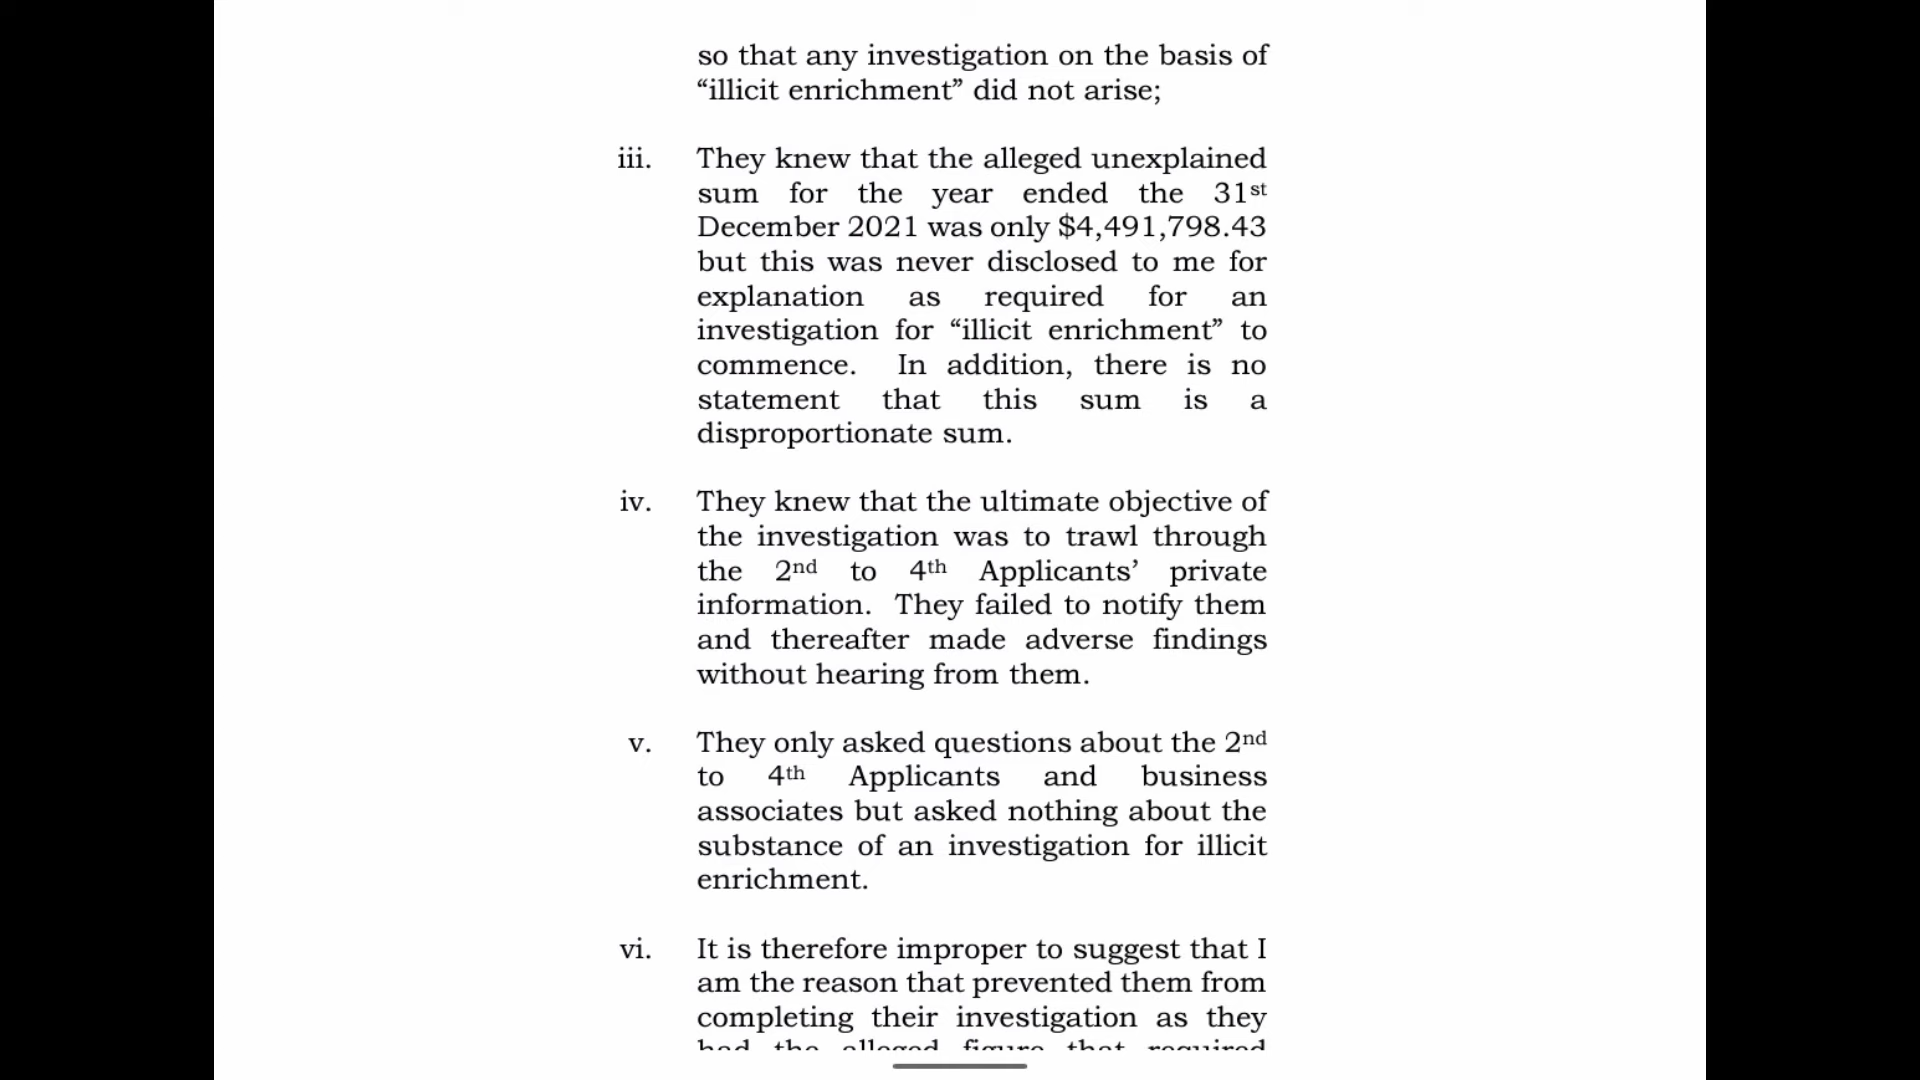 so that any investigation on the basis of
“illicit enrichment” did not arise;
iii. They knew that the alleged unexplained
sum for the year ended the 31st
December 2021 was only $4,491,798.43
but this was never disclosed to me for
explanation as required for an
investigation for “illicit enrichment” to
commence. In addition, there is no
statement that this sum is a
disproportionate sum.
iv. They knew that the ultimate objective of
the investigation was to trawl through
the 2nd to 4th Applicants’ private
information. They failed to notify them
and thereafter made adverse findings
without hearing from them.
v. They only asked questions about the 2nd
to 4th Applicants and business
associates but asked nothing about the
substance of an investigation for illicit
enrichment.
vi. It is therefore improper to suggest that I
am the reason that prevented them from
completing their investigation as they
had the alleged figure that required